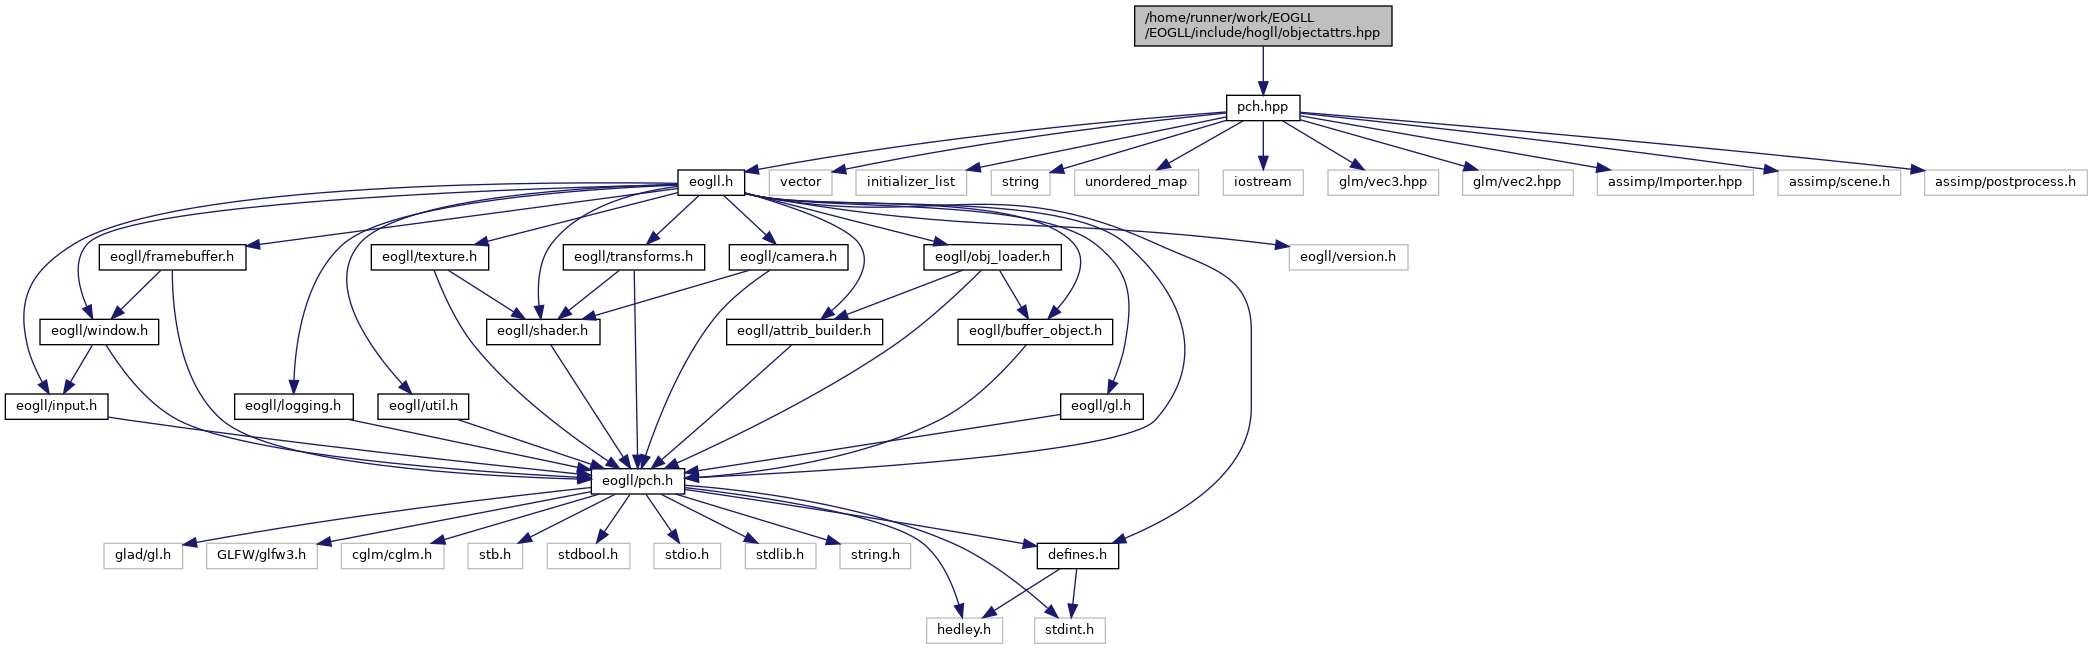 /home/runner/work/EOGLL
/EOGLL/include/hogll/objectattrs.hpp
pch.hpp
eogll.h
vector
initializer_list
string
unordered_map
iostream
glm/vec3.hpp
glm/vec2.hpp
assimp/Importer.hpp
assimp/scene.h
assimp/postprocess.h
eogll/framebuffer.h
eogll/texture.h
eogll/transforms.h
eogll/camera.h
eogll/obj_loader.h
eogll/version.h
eogll/window.h
eogll/shader.h
eogll/attrib_builder.h
eogll/buffer_object.h
eogll/input.h
eogll/logging.h
eogll/util.h
eogll/gl.h
eogll/pch.h
glad/gl.h
GLFW/glfw3.h
cglm/cglm.h
stb.h
stdbool.h
stdio.h
stdlib.h
string.h
defines.h
hedley.h
stdint.h